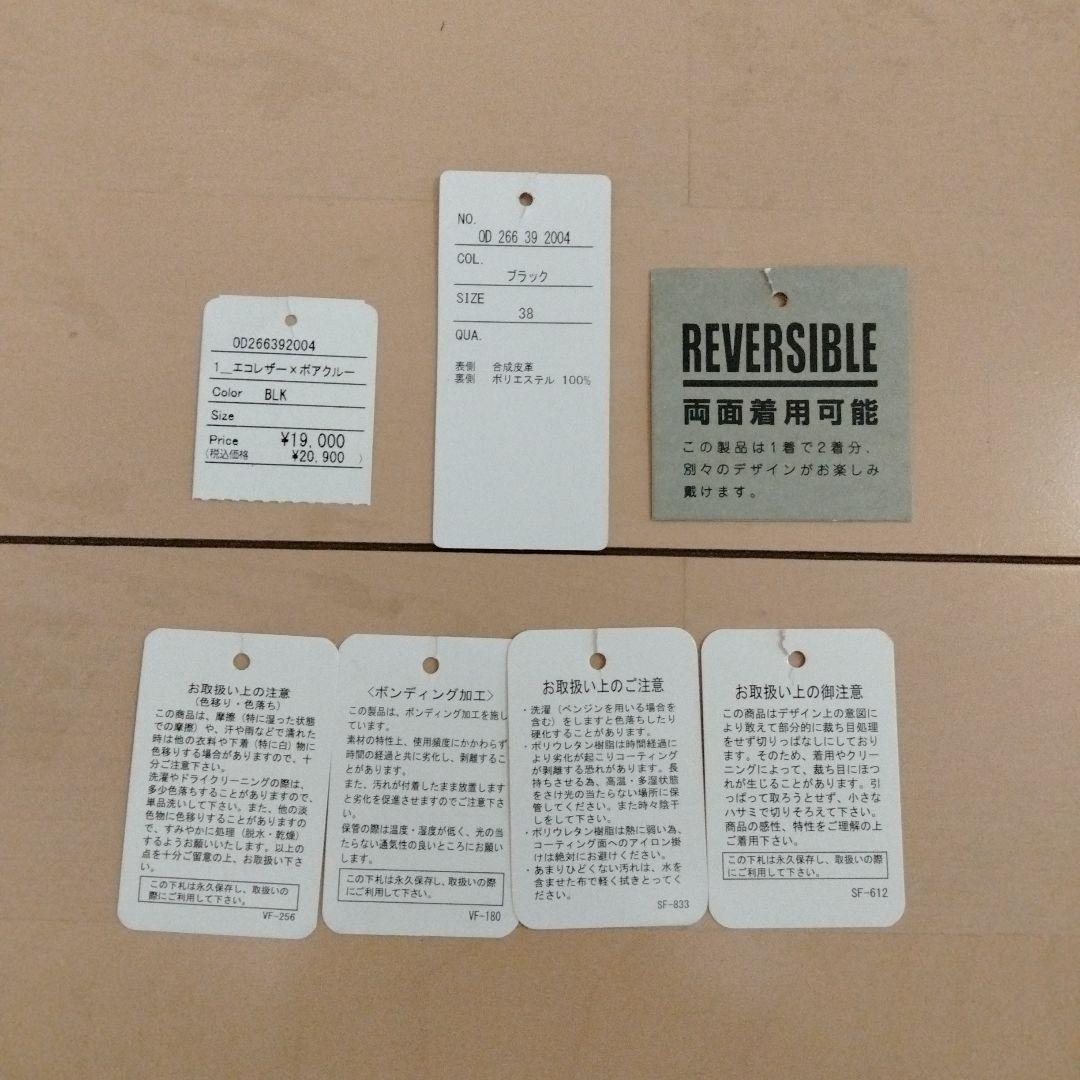 OD266392004
1__エコレザー×ボアクルー
Color BLK
Size
Price ¥19,000
(税込価格 ¥20,900 )
NO.
OD 266 39 2004
COL.
ブラック
SIZE
38
QUA.
表側 合成皮革
裏側 ポリエステル 100%
REVERSIBLE
両面着用可能
この製品は1着で2着分、
別々のデザインがお楽しみ
戴けます。
お取扱い上の注意
(色移り・色落ち)
この商品は、摩擦（特に湿った状態
での摩擦）や、汗や雨などで濡れた
時は他の衣料や下着（特に白）物に
色移りする場合がありますので、十
分ご注意下さい。
洗濯やドライクリーニングの際は、
多少色落ちすることがありますので、
単品洗いして下さい。また、他の淡
色物に色移りすることがありますの
で、すみやかに処理（脱水・乾燥）
するようお願いいたします。以上の
点を十分ご留意の上、お取扱い下さ
い。
この下札は永久保存し、取扱いの
際にご利用して下さい。
VF-256
〈ボンディング加工〉
この製品は、ボンディング加工を施し
ています。
素材の特性上、使用頻度にかかわらず
時間の経過と共に劣化し、剥離するこ
とがあります。
また、汚れが付着したまま放置します
と劣化を促進させますのでご注意下さ
い。
保管の際は温度・湿度が低く、光の当
たらない通気性の良いところにお願い
します。
この下札は永久保存し、取扱いの
際にご利用して下さい。
VF-180
お取扱い上のご注意
・洗濯（ベンジンを用いる場合を
含む）をしますと色落ちしたり
硬化することがあります。
・ポリウレタン樹脂は時間経過に
より劣化が起こりコーティング
が剥離する恐れがあります。長
持ちさせる為、高温・多湿状態
をさけ光の当たらない場所に保
管してください。また時々陰干
しをして下さい。
・ポリウレタン樹脂は熱に弱い為、
コーティング面へのアイロン掛
けは絶対にお避けください。
・あまりひどくない汚れは、水を
含ませた布で軽く拭きとってく
ださい。
SF-833
お取扱い上の御注意
この商品はデザイン上の意図に
より敢えて部分的に裁ち目処理
をせず切りっぱなしにしており
ます。そのため、着用やクリー
ニングによって、裁ち目にほつ
れが生じることがあります。引
っぱって取ろうとせず、小さな
ハサミで切りそろえて下さい。
商品の感性、特性をご理解の上
ご着用下さい。
この下札は永久保存し、取扱いの際
にご利用して下さい。
SF-612